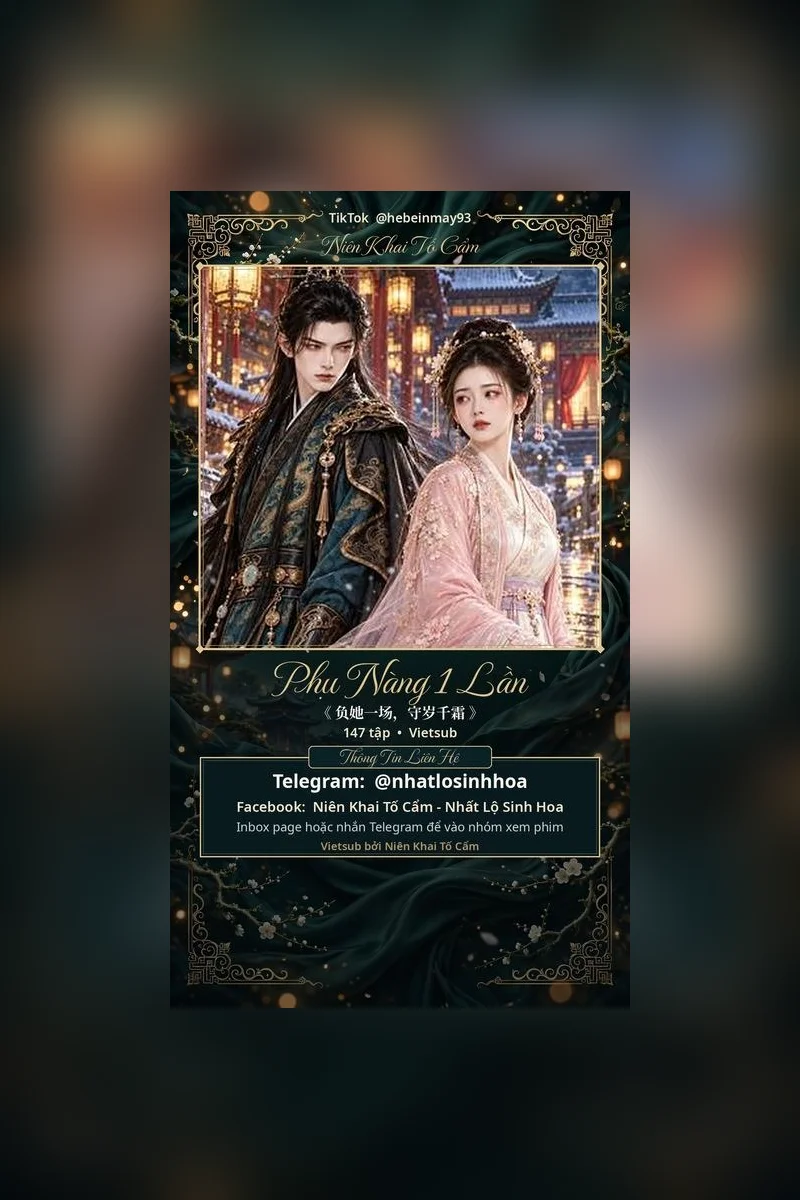 TikTok @hebeinmay93
Niên Khai Tố Cẩm
Phụ Nàng 1 Lần
《负她一场，守岁千霜》
147 tập • Vietsub
Thông Tin Liên Hệ
Telegram: @nhatlosinhhoa
Facebook: Niên Khai Tố Cẩm - Nhất Lộ Sinh Hoa
Inbox page hoặc nhắn Telegram để vào nhóm xem phim
Vietsub bởi Niên Khai Tố Cẩm